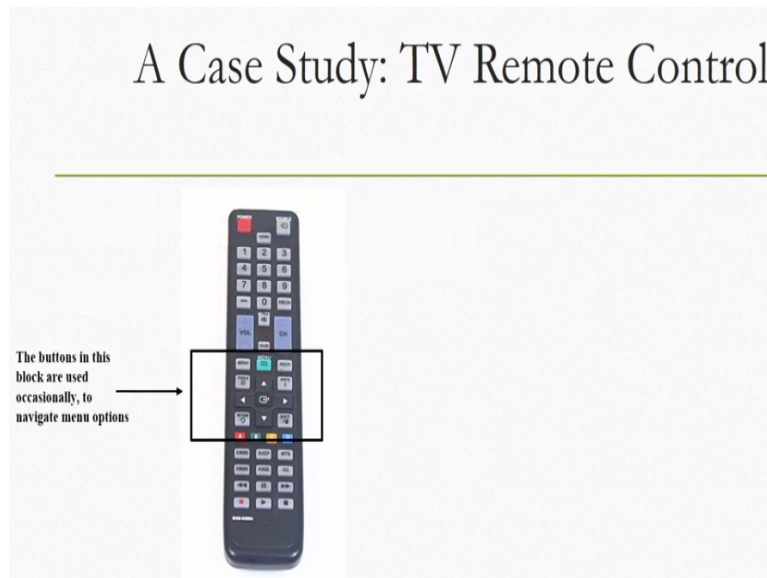 A Case Study: TV Remote Control
POWER
1 2 3
4 5 6
7 8 9
0
VOL CH
The buttons in this
block are used
occasionally, to
navigate menu options
MENU
A B